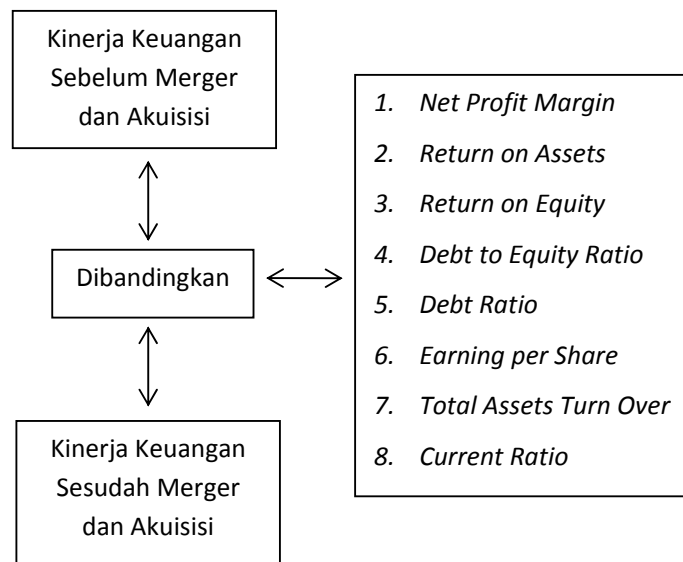 Kinerja Keuangan
Sebelum Merger
dan Akuisisi
Dibandingkan
Kinerja Keuangan
Sesudah Merger
dan Akuisisi
1. Net Profit Margin
2. Return on Assets
3. Return on Equity
4. Debt to Equity Ratio
5. Debt Ratio
6. Earning per Share
7. Total Assets Turn Over
8. Current Ratio